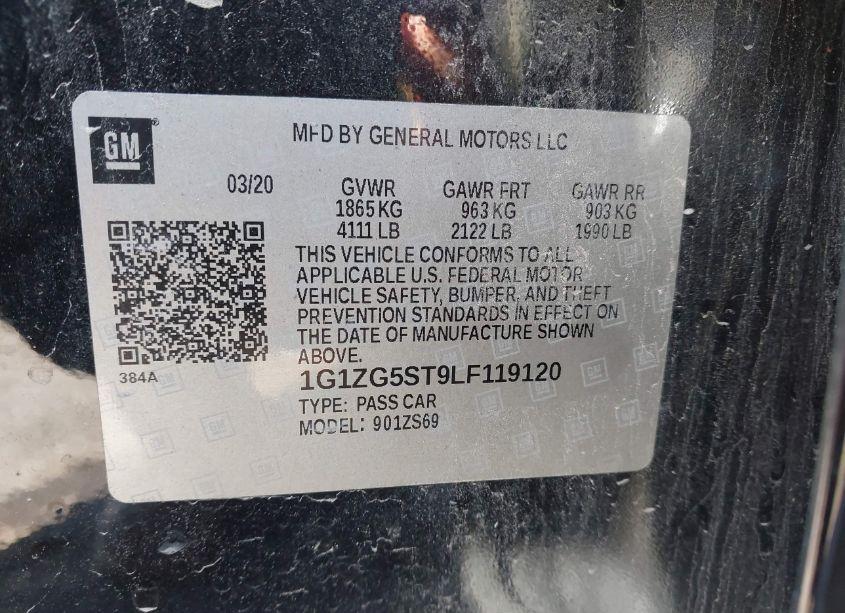 GM
MFD BY GENERAL MOTORS LLC
03/20 GVWR GAWR FRT GAWR RR
1865 KG 963 KG 903 KG
4111 LB 2122 LB 1990 LB
THIS VEHICLE CONFORMS TO ALL
APPLICABLE U.S. FEDERAL MOTOR
VEHICLE SAFETY, BUMPER, AND THEFT
PREVENTION STANDARDS IN EFFECT ON
THE DATE OF MANUFACTURE SHOWN
ABOVE.
384A
1G1ZG5ST9LF119120
TYPE: PASS CAR
MODEL: 901ZS69